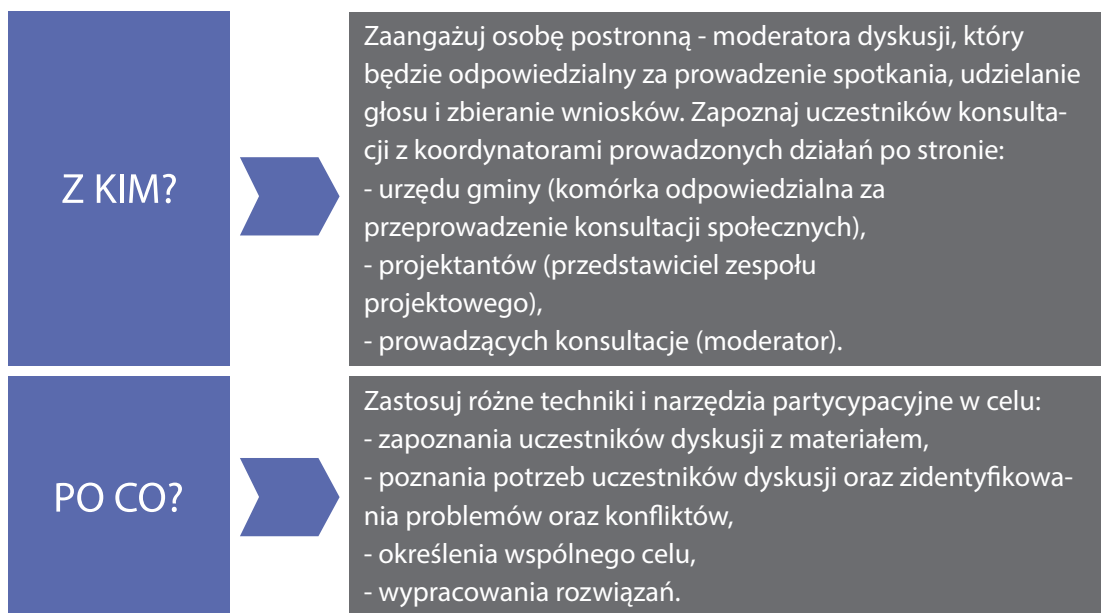 Z KIM?
Zaangażuj osobę postronną - moderatora dyskusji, który
będzie odpowiedzialny za prowadzenie spotkania, udzielanie
głosu i zbieranie wniosków. Zapoznaj uczestników konsulta-
cji z koordynatorami prowadzonych działań po stronie:
- urzędu gminy (komórka odpowiedzialna za
przeprowadzenie konsultacji społecznych),
- projektantów (przedstawiciel zespołu
projektowego),
- prowadzących konsultacje (moderator).
PO CO?
Zastosuj różne techniki i narzędzia partycypacyjne w celu:
- zapoznania uczestników dyskusji z materiałem,
- poznania potrzeb uczestników dyskusji oraz zidentyfikowa-
nia problemów oraz konfliktów,
- określenia wspólnego celu,
- wypracowania rozwiązań.